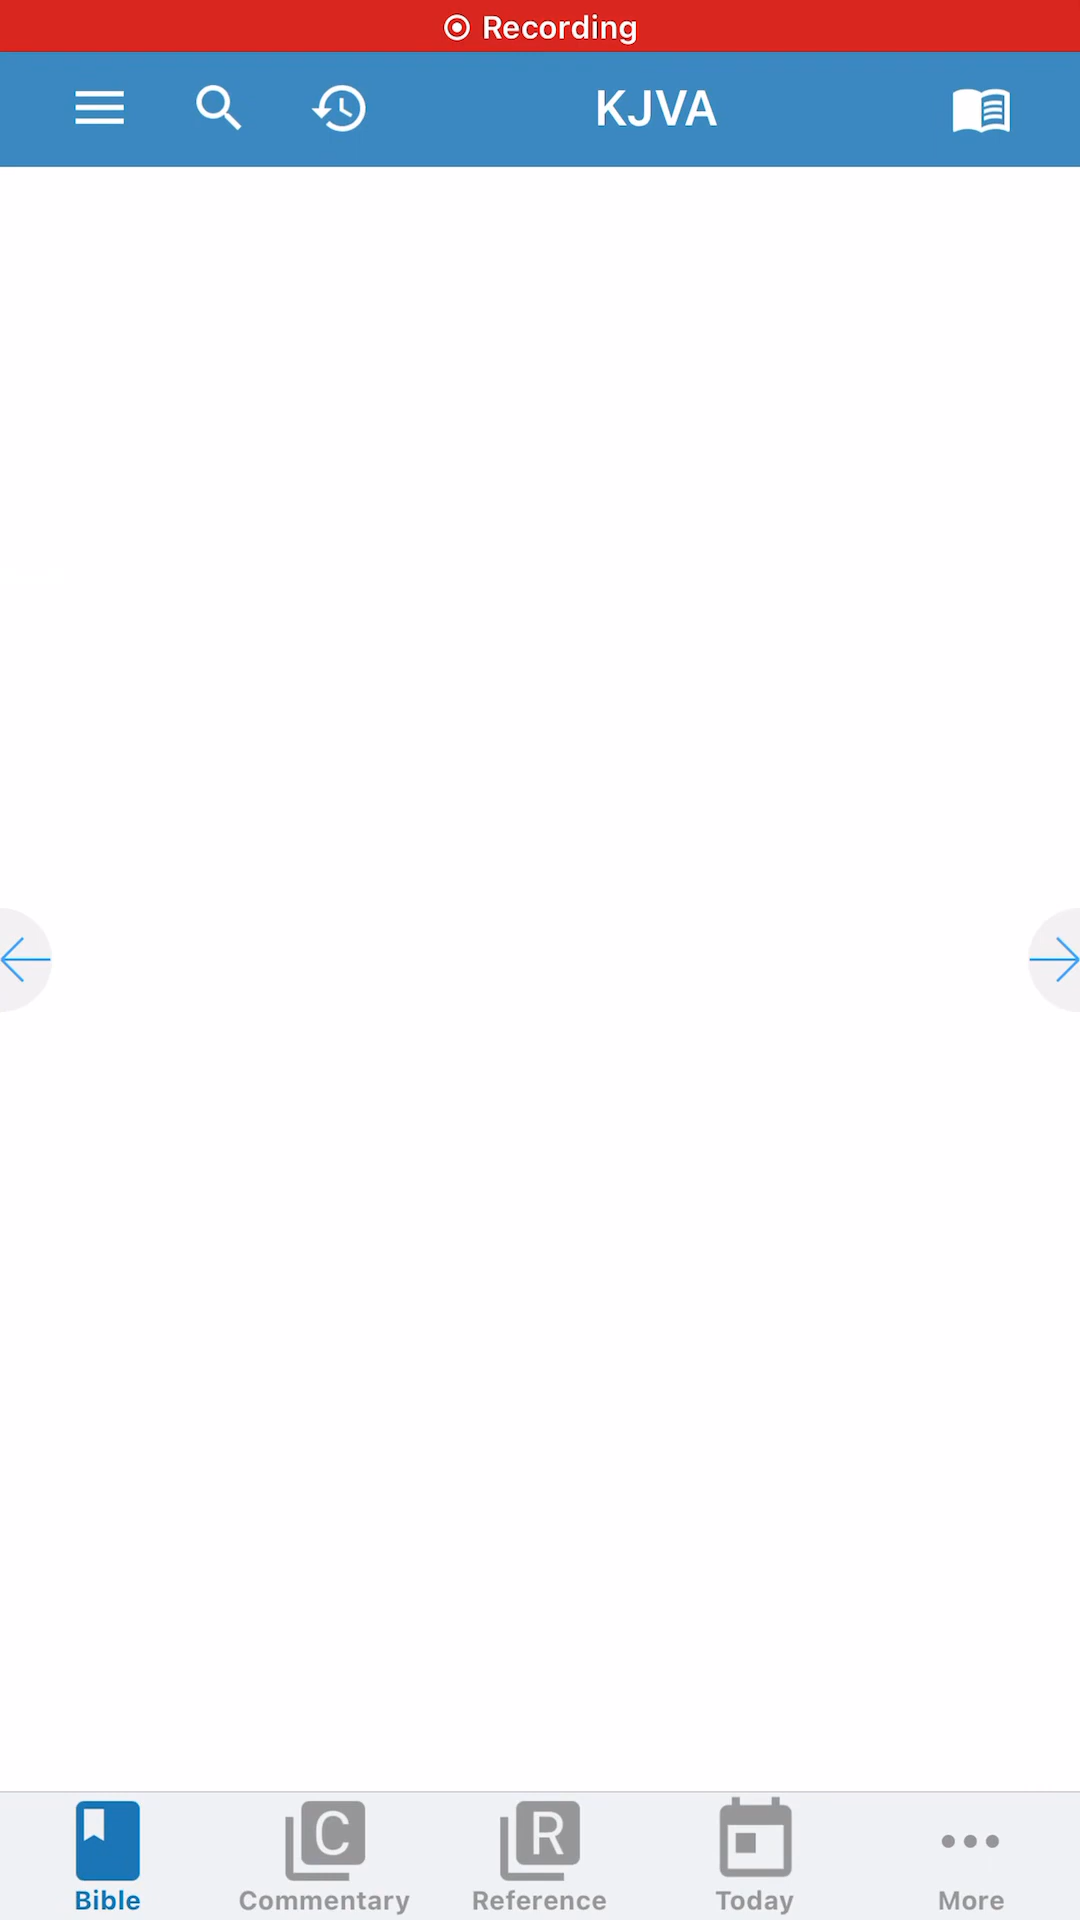 Recording
KJVA
C
R
Bible
Commentary
Reference
Today
More